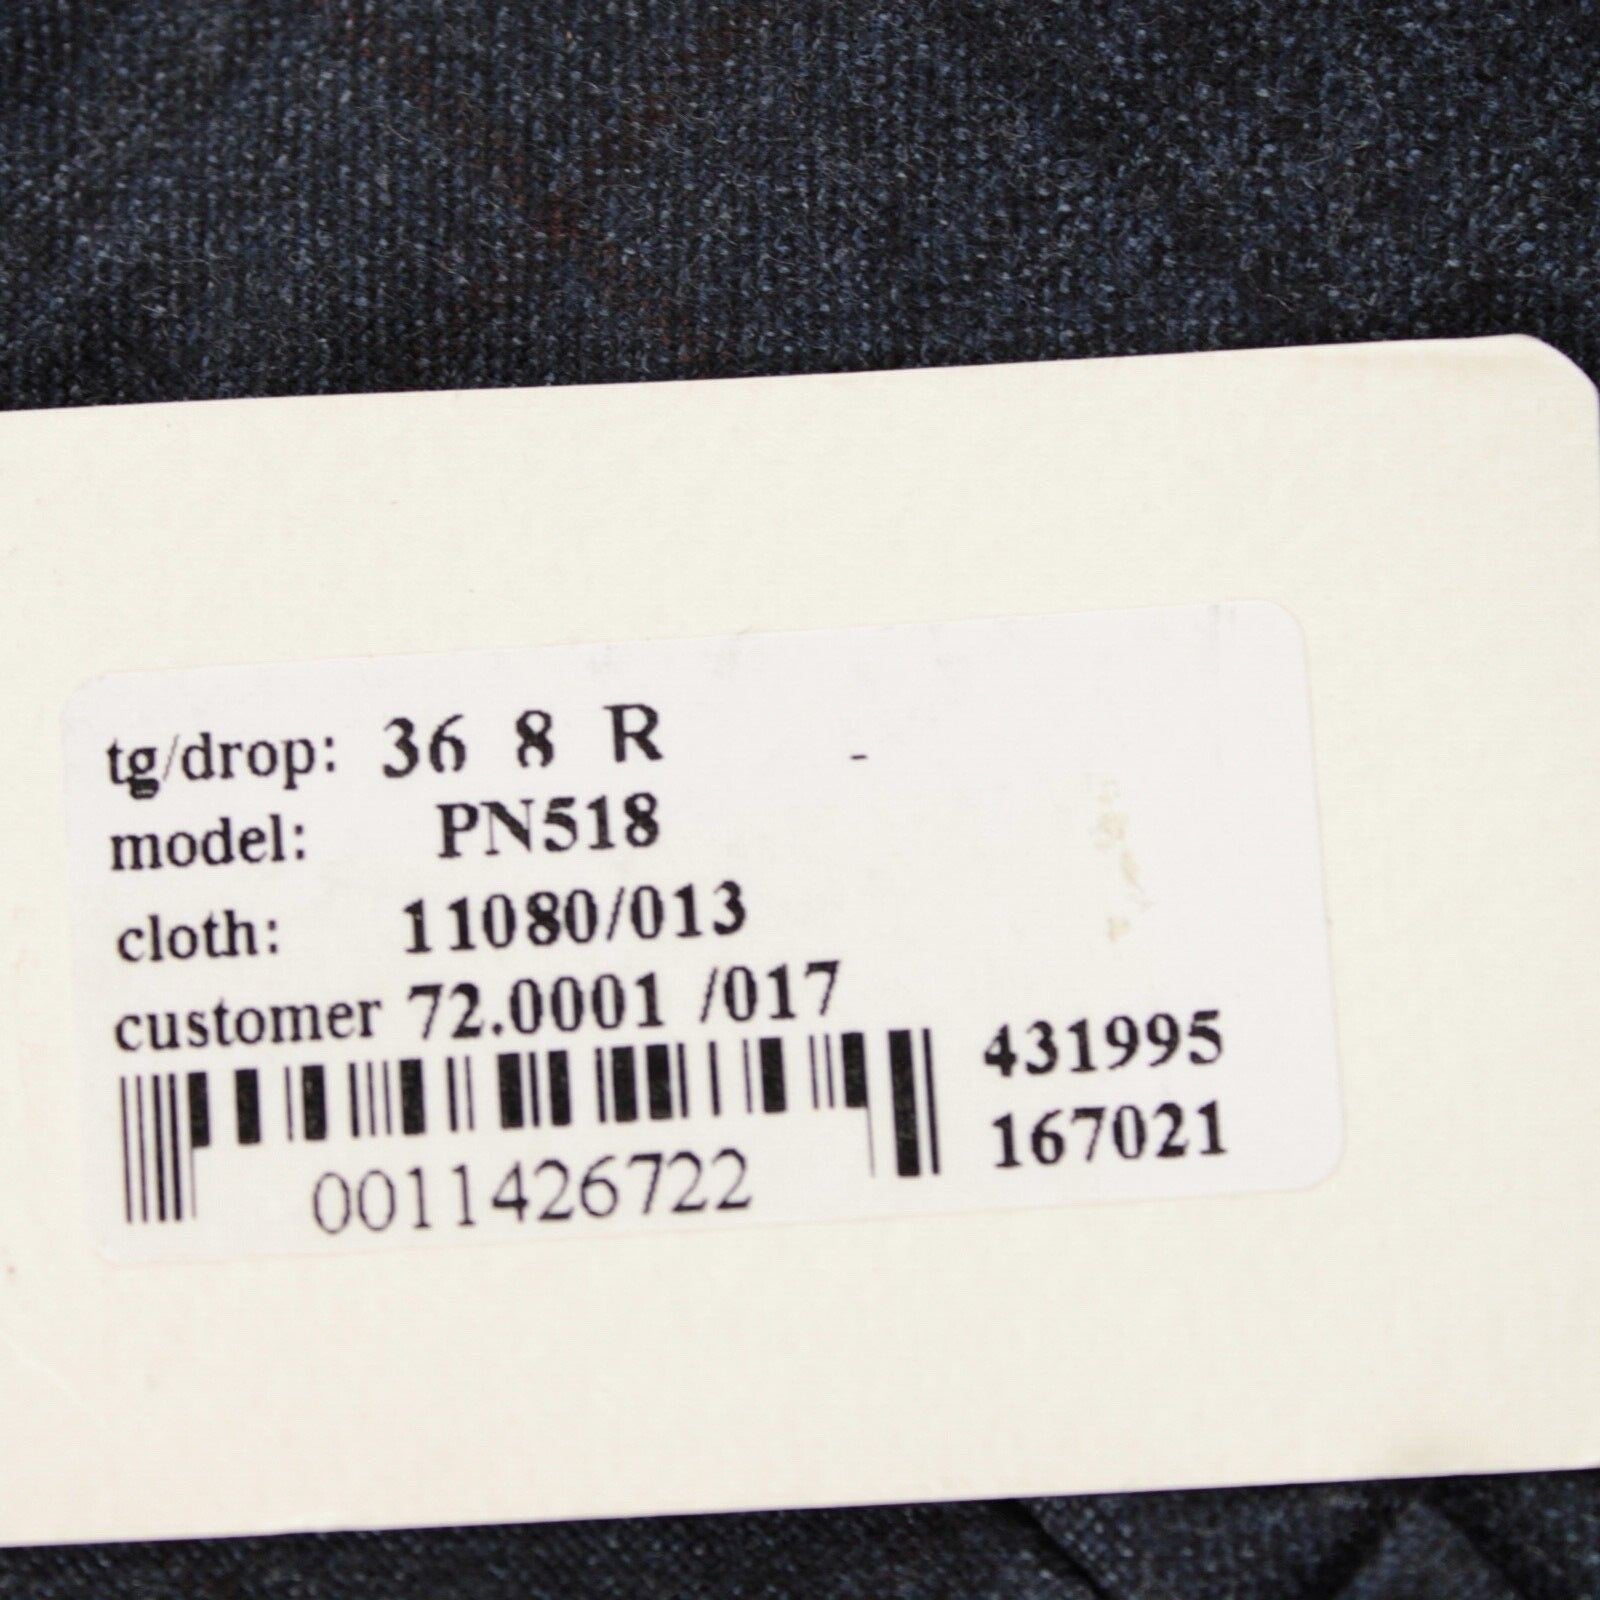 tg/drop: 36 8 R -
model: PN518
cloth: 11080/013
customer 72.0001 /017
431995
167021
0011426722